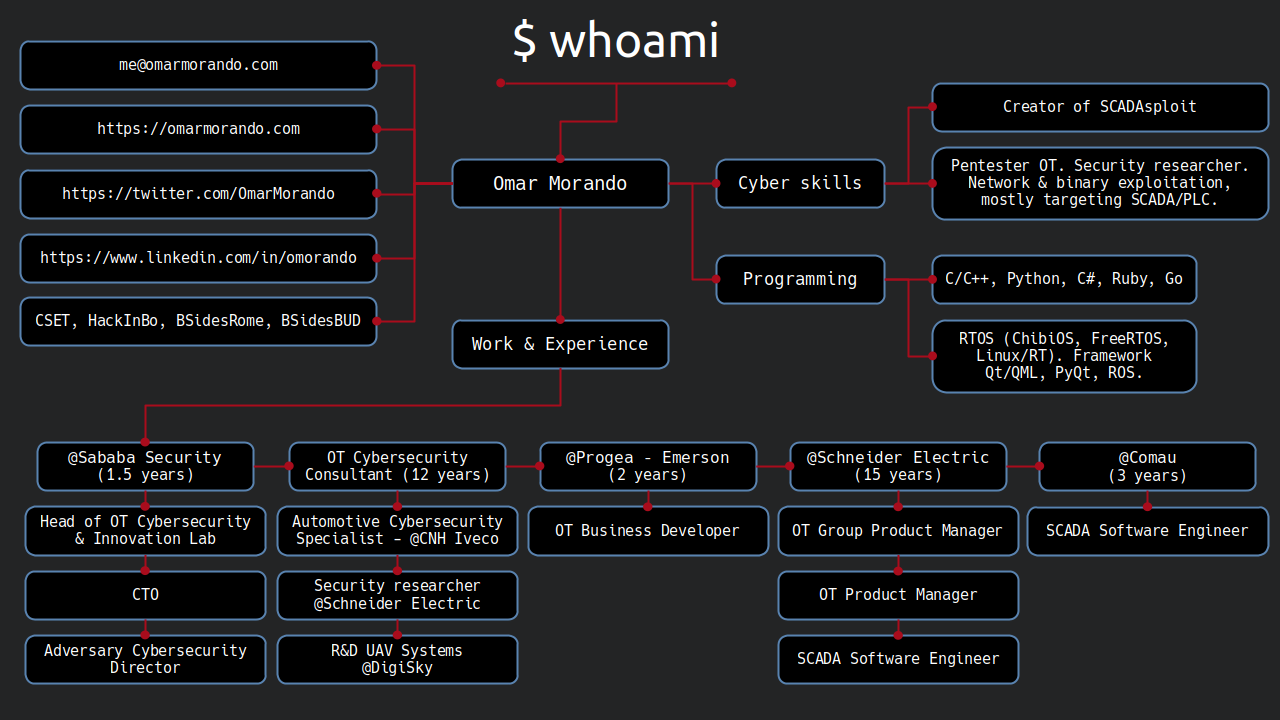 $ whoami
me@omarmorando.com
https://omarmorando.com
https://twitter.com/OmarMorando
https://www.linkedin.com/in/omorando
CSET, HackInBo, BSidesRome, BSidesBUD
Omar Morando
Cyber skills
Creator of SCADAsploit
Pentester OT. Security researcher.
Network & binary exploitation,
mostly targeting SCADA/PLC.
Programming
C/C++, Python, C#, Ruby, Go
RTOS (ChibiOS, FreeRTOS,
Linux/RT). Framework
Qt/QML, PyQt, ROS.
Work & Experience
@Sababa Security
(1.5 years)
Head of OT Cybersecurity
& Innovation Lab
CTO
Adversary Cybersecurity
Director
OT Cybersecurity
Consultant (12 years)
Automotive Cybersecurity
Specialist - @CNH Iveco
Security researcher
@Schneider Electric
R&D UAV Systems
@DigiSky
@Progea - Emerson
(2 years)
OT Business Developer
@Schneider Electric
(15 years)
OT Group Product Manager
OT Product Manager
SCADA Software Engineer
@Comau
(3 years)
SCADA Software Engineer